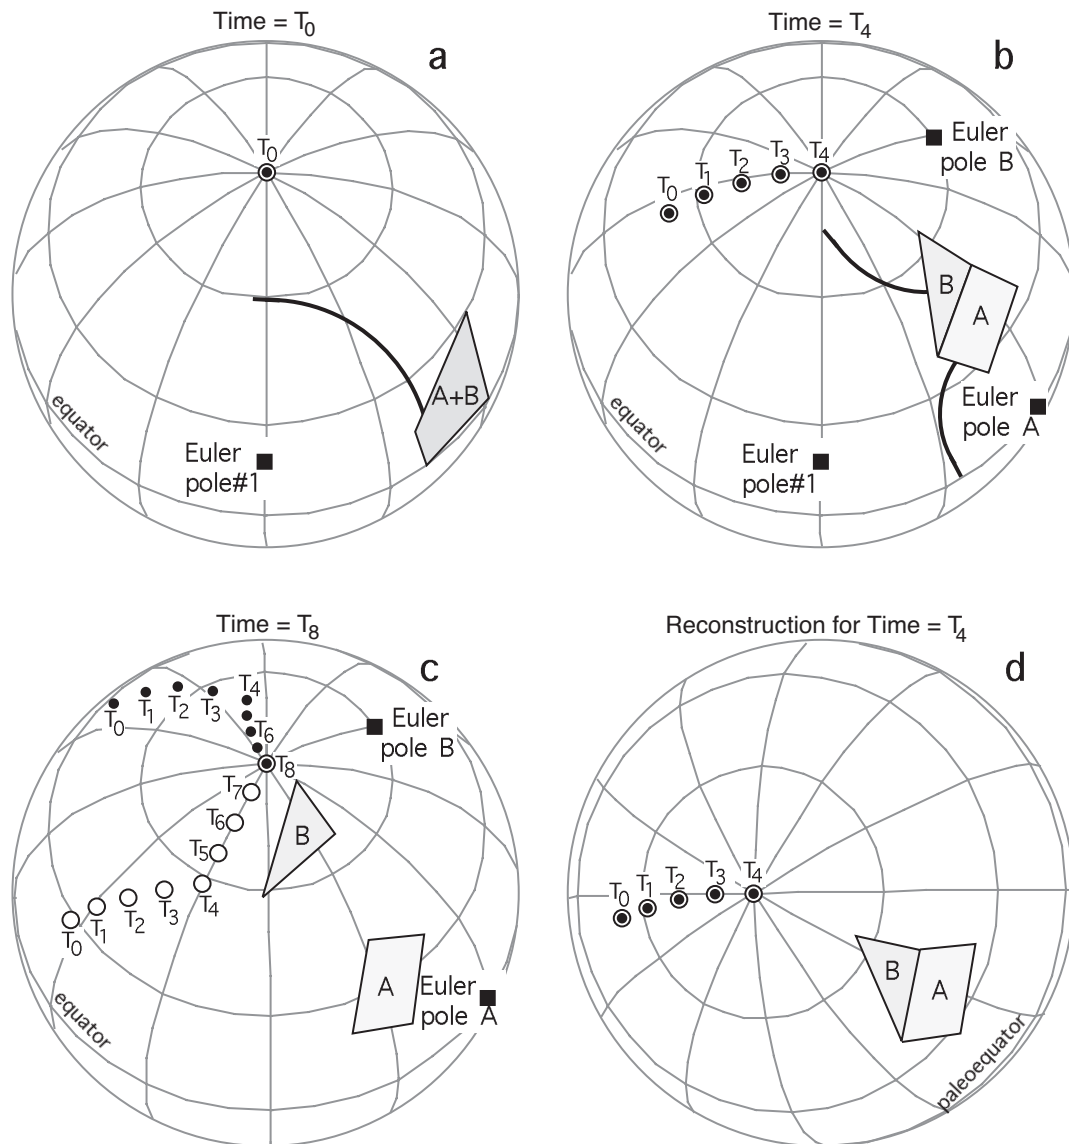 Time = T0
a
T0
A+B
equator
Euler
pole#1
Time = T4
b
T0
T1
T2
T3
T4
Euler
pole B
B
A
Euler
pole A
equator
Euler
pole#1
Time = T8
c
T0
T1
T2
T3
T4
T6
T8
Euler
pole B
T7
T6
T5
T4
T3
T2
T1
T0
B
A
Euler
pole A
equator
Reconstruction for Time = T4
d
T0
T1
T2
T3
T4
B
A
paleoequator